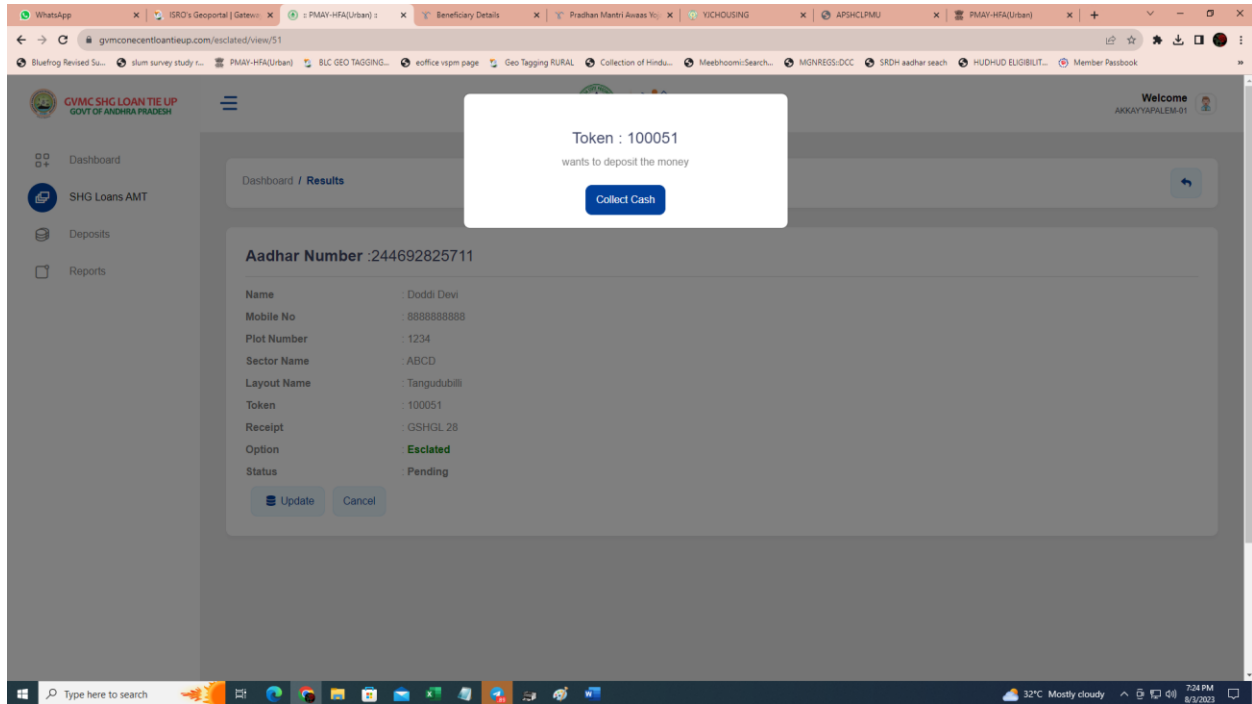 WhatsApp
ISRO's Geoportal | Gatewa
:: PMAY-HFA(Urban) ::
Beneficiary Details
Pradhan Mantri Awaas Yoj
YICHOUSING
APSHCLPMU
PMAY-HFA(Urban)
gvmconecentloantieup.com/esclated/view/51
Bluefrog Revised Su...
slum survey study r...
PMAY-HFA(Urban)
BLC GEO TAGGING...
eoffice vspm page
Geo Tagging RURAL
Collection of Hindu...
Meebhoomi::Search...
MGNREGS::DCC
SRDH aadhar seach
HUDHUD ELIGIBILIT...
Member Passbook
GVMC SHG LOAN TIE UP
GOVT OF ANDHRA PRADESH
Welcome
AKKAYYAPALEM-01
Token : 100051
wants to deposit the money
Collect Cash
Dashboard
SHG Loans AMT
Deposits
Reports
Dashboard / Results
Aadhar Number :244692825711
Name : Doddi Devi
Mobile No : 8888888888
Plot Number : 1234
Sector Name : ABCD
Layout Name : Tangudubilli
Token : 100051
Receipt : GSHGL 28
Option : Esclated
Status : Pending
Update
Cancel
Type here to search
32°C Mostly cloudy
7:24 PM
8/3/2023